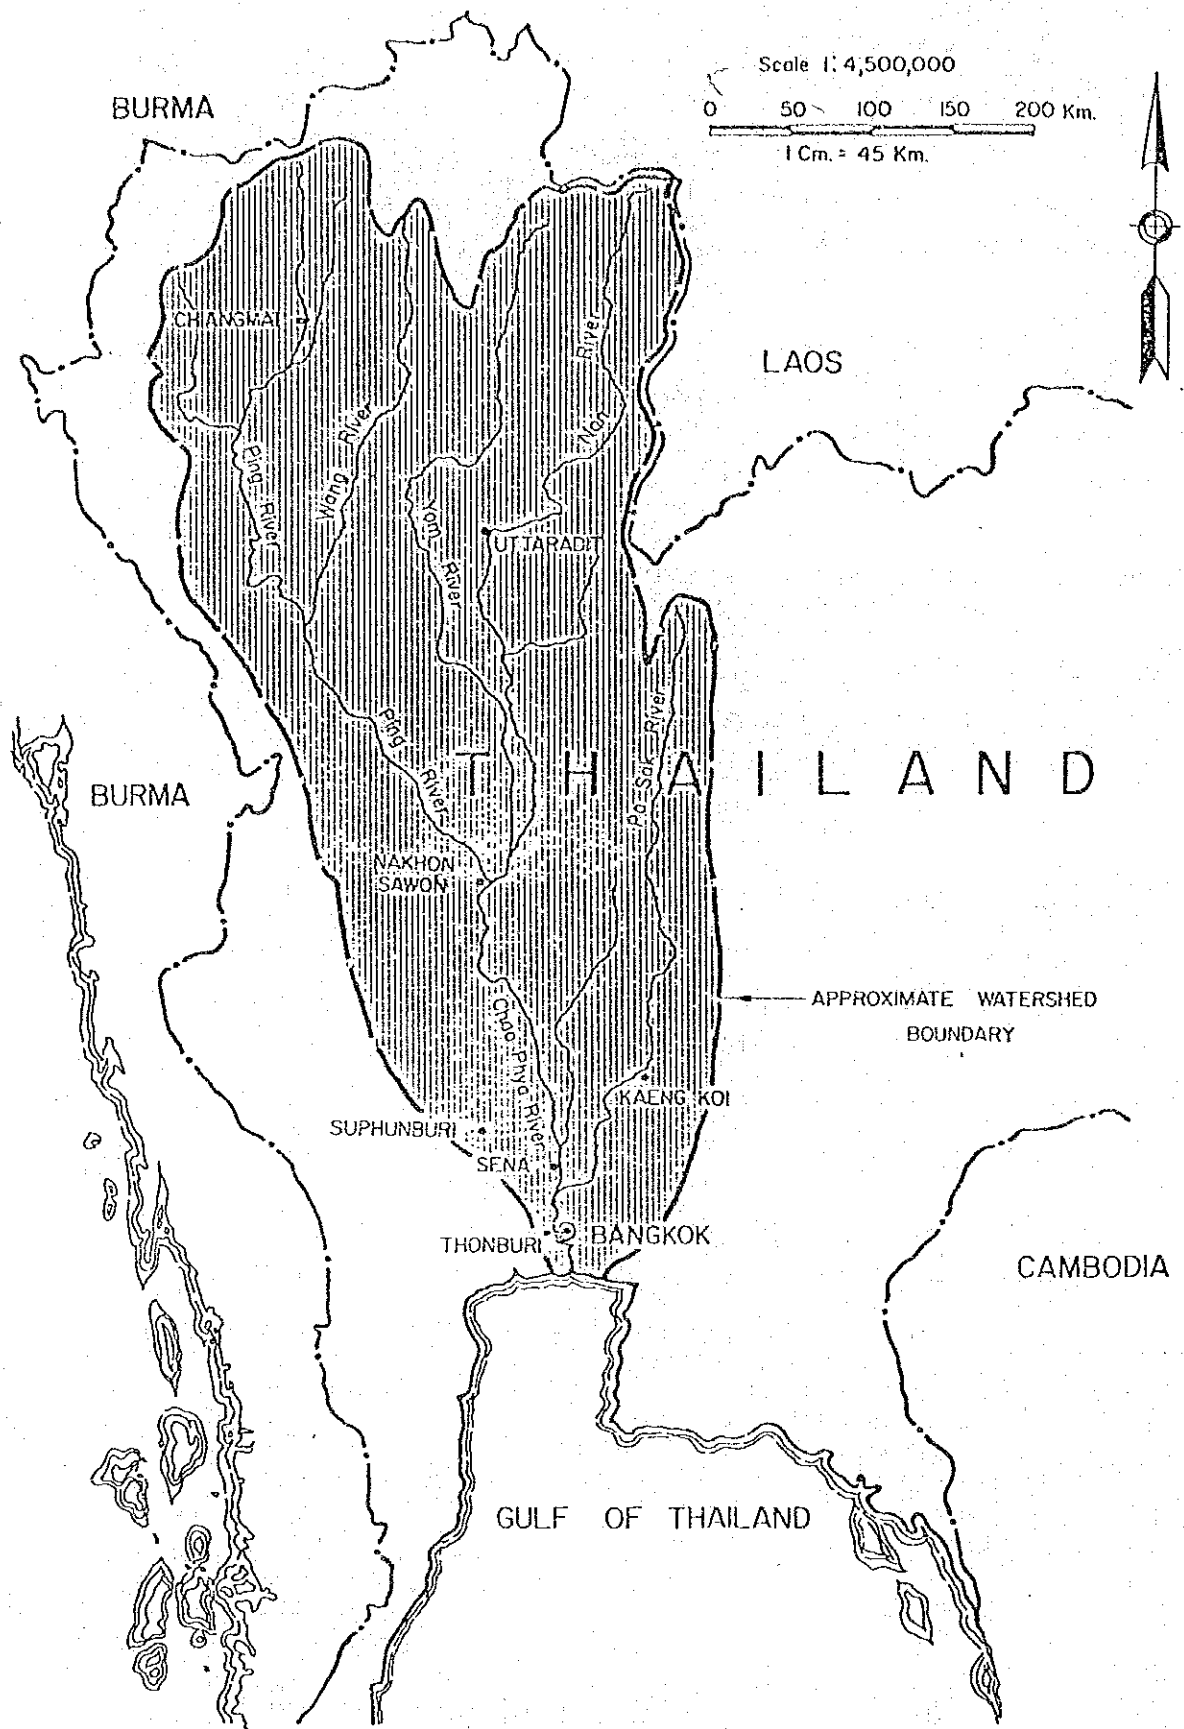 Scale 1:4,500,000
0 50 100 150 200 Km.
1 Cm. = 45 Km.
BURMA
LAOS
CHIANGMAI
Ping River
Wang River
Yom River
Nan River
UTTARADIT
Ping River
Pa Sak River
THAILAND
BURMA
NAKHON
SAWON
Chao Phya River
APPROXIMATE WATERSHED
BOUNDARY
KAENG KOI
SUPHUNBURI
SENA
THONBURI
BANGKOK
CAMBODIA
GULF OF THAILAND